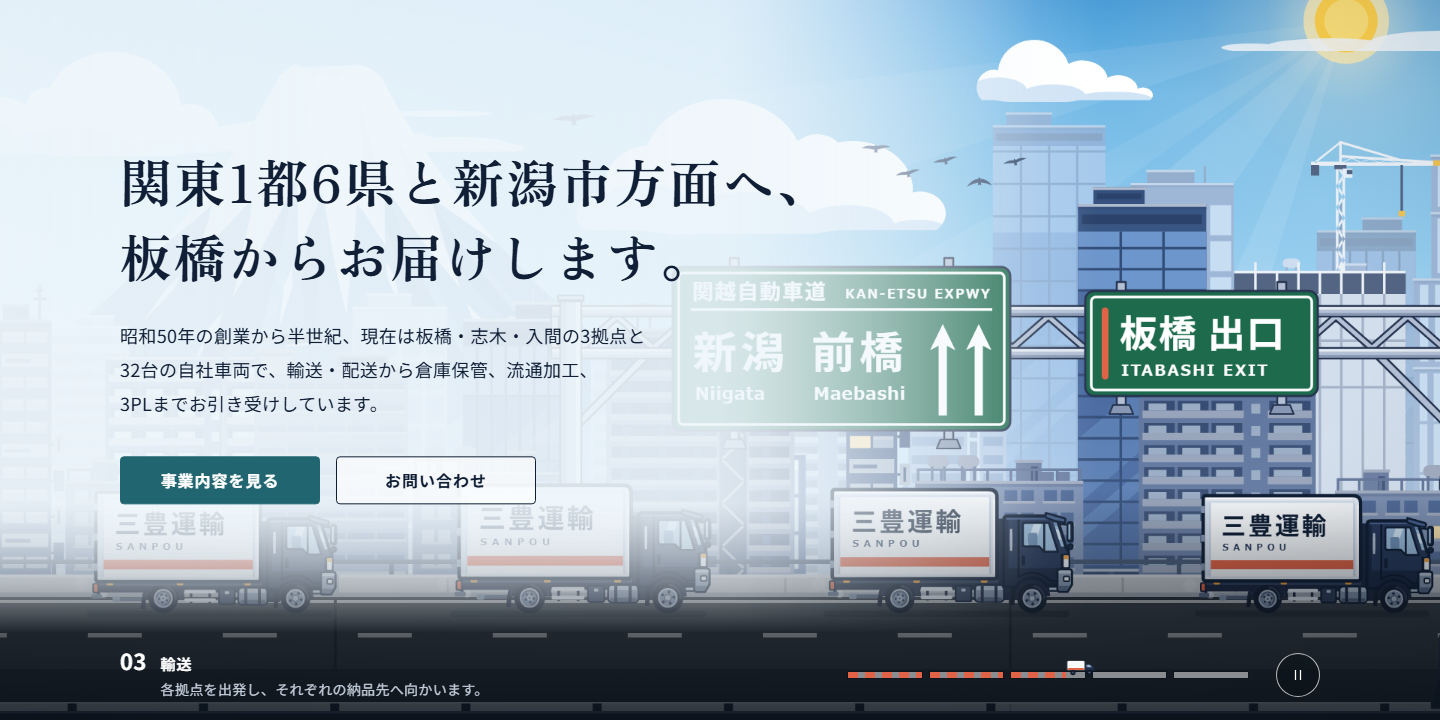 関東1都6県と新潟市方面へ、
板橋からお届けします。
関越自動車道 KAN-ETSU EXPWY
新潟 前橋
Niigata Maebashi
板橋 出口
ITABASHI EXIT
昭和50年の創業から半世紀、現在は板橋・志木・入間の3拠点と
32台の自社車両で、輸送・配送から倉庫保管、流通加工、
3PLまでお引き受けしています。
事業内容を見る
お問い合わせ
三豊運輸
SANPOU
三豊運輸
SANPOU
三豊運輸
SANPOU
三豊運輸
SANPOU
03 輸送
各拠点を出発し、それぞれの納品先へ向かいます。